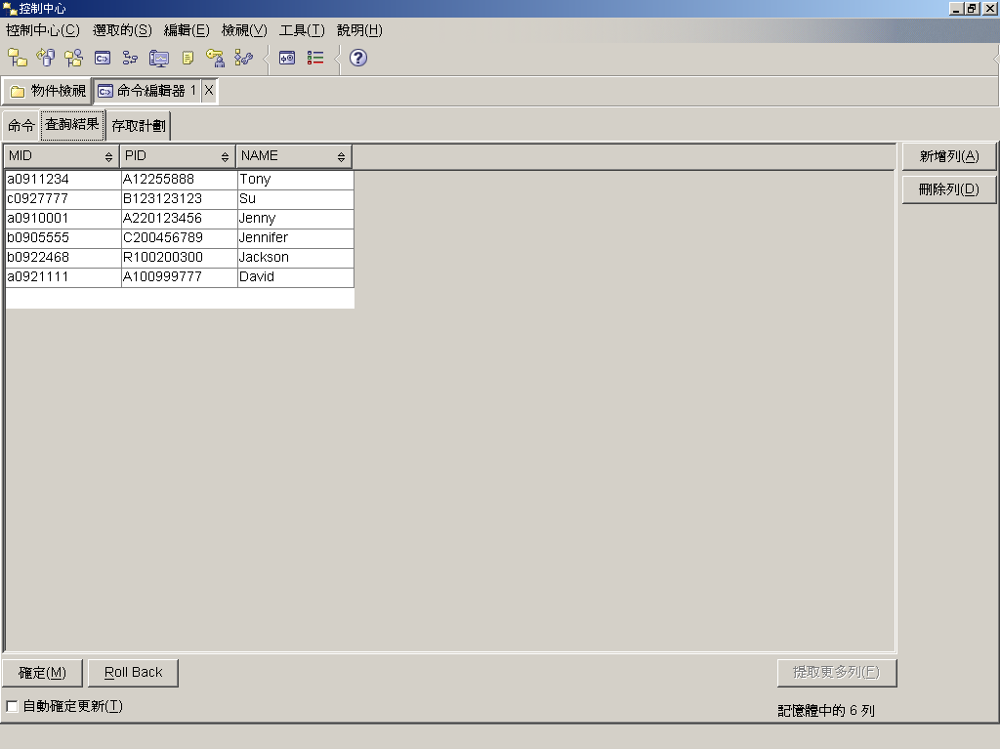 控制中心
控制中心(C) 選取的(S) 編輯(E) 檢視(V) 工具(T) 說明(H)
物件檢視 命令編輯器 1 X
命令 查詢結果 存取計劃
MID PID NAME 新增列(A)
a0911234 A12255888 Tony 刪除列(D)
c0927777 B123123123 Su
a0910001 A220123456 Jenny
b0905555 C200456789 Jennifer
b0922468 R100200300 Jackson
a0921111 A100999777 David
確定(M) Roll Back 提取更多列(F)
自動確定更新(T) 記憶體中的 6 列